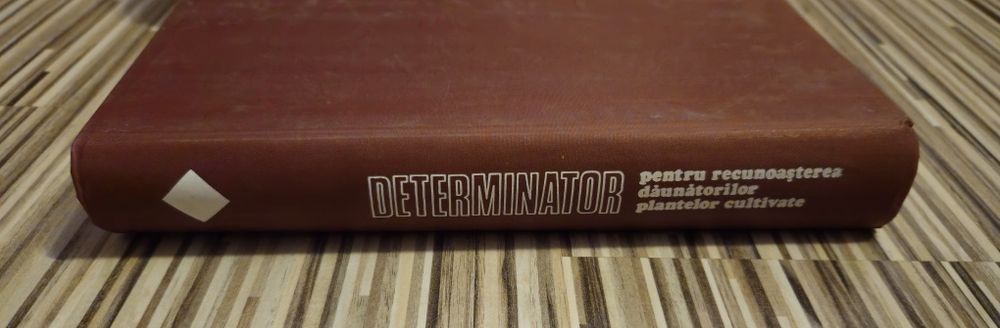 DETERMINATOR
pentru recunoașterea
dăunătorilor
plantelor cultivate